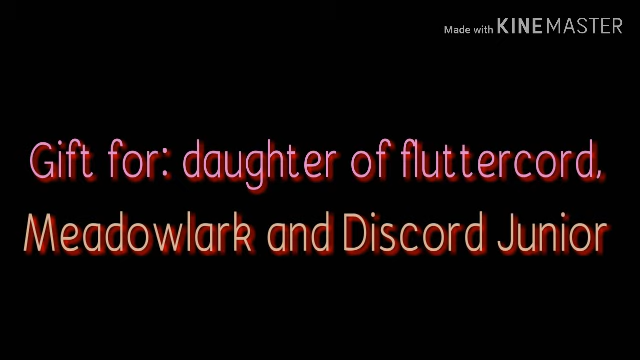 Made with KINEMASTER
Gift for: daughter of fluttercord,
Meadowlark and Discord Junior